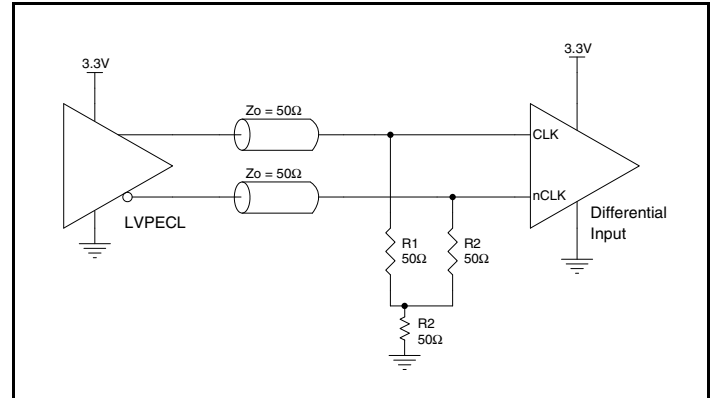 3.3V
3.3V
Zo = 50Ω
CLK
Zo = 50Ω
nCLK
LVPECL
Differential
Input
R1
50Ω
R2
50Ω
R2
50Ω